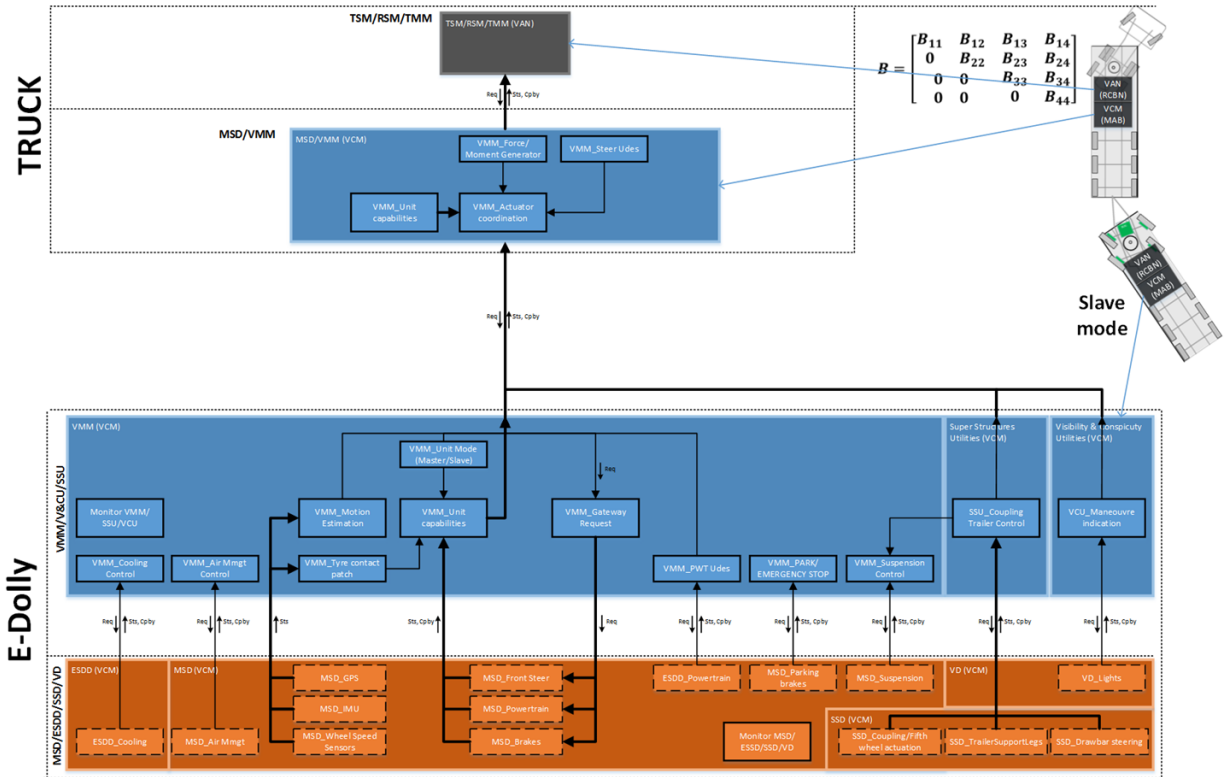 TSM/RSM/TMM
TSM/RSM/TMM (VAN)
TRUCK
Req
Sts, Cpby
MSD/VMM
MSD/VMM (VCM)
VMM_Force/
Moment Generator
VMM_Steer Udes
VMM_Unit
capabilities
VMM_Actuator
coordination
B =
B11 B12 B13 B14
0 B22 B23 B24
0 0 B33 B34
0 0 0 B44
VAN
(RCBN)
VCM
(MAB)
VAN
(RCBN)
VCM
(MAB)
Slave
mode
Req
Sts, Cpby
E-Dolly
VMM/V&CU/SSU
VMM (VCM)
VMM_Unit Mode
(Master/Slave)
Req
Monitor VMM/
SSU/VCU
VMM_Motion
Estimation
VMM_Unit
capabilities
VMM_Gateway
Request
VMM_Cooling
Control
VMM_Air Mmgt
Control
VMM_Tyre contact
patch
VMM_PWT Udes
VMM_PARK/
EMERGENCY STOP
VMM_Suspension
Control
Super Structures
Utilities (VCM)
SSU_Coupling
Trailer Control
Visibility & Conspicuty
Utilities (VCM)
VCU_Maneouvre
indication
Req
Sts, Cpby
Req
Sts, Cpby
Sts
Sts, Cpby
Req
Req
Sts, Cpby
Req
Sts, Cpby
Req
Sts, Cpby
Req
Sts, Cpby
Req
Sts, Cpby
MSD/ESDD/SSD/VD
ESDD (VCM)
ESDD_Cooling
MSD (VCM)
MSD_Air Mmgt
MSD_GPS
MSD_IMU
MSD_Wheel Speed
Sensors
MSD_Front Steer
MSD_Powertrain
MSD_Brakes
ESDD_Powertrain
MSD_Parking
brakes
MSD_Suspension
Monitor MSD/
ESSD/SSD/VD
VD (VCM)
VD_Lights
SSD (VCM)
SSD_Coupling/Fifth
wheel actuation
SSD_TrailerSupportLegs
SSD_Drawbar steering